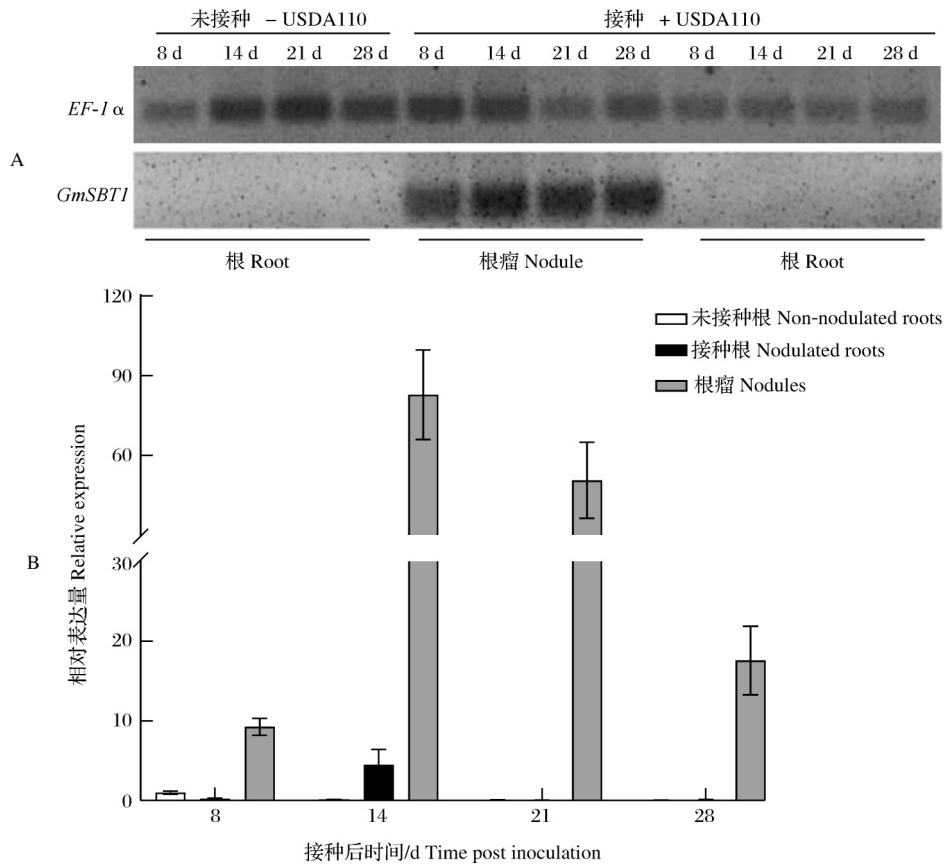 未接种 －USDA110
接种 ＋USDA110
8 d 14 d 21 d 28 d 8 d 14 d 21 d 28 d 8 d 14 d 21 d 28 d
EF-1 α
A
GmSBT1
根 Root
根瘤 Nodule
根 Root
120
90
60
30
20
10
0
未接种根 Non-nodulated roots
接种根 Nodulated roots
根瘤 Nodules
B
相对表达量 Relative expression
8 14 21 28
接种后时间/d Time post inoculation